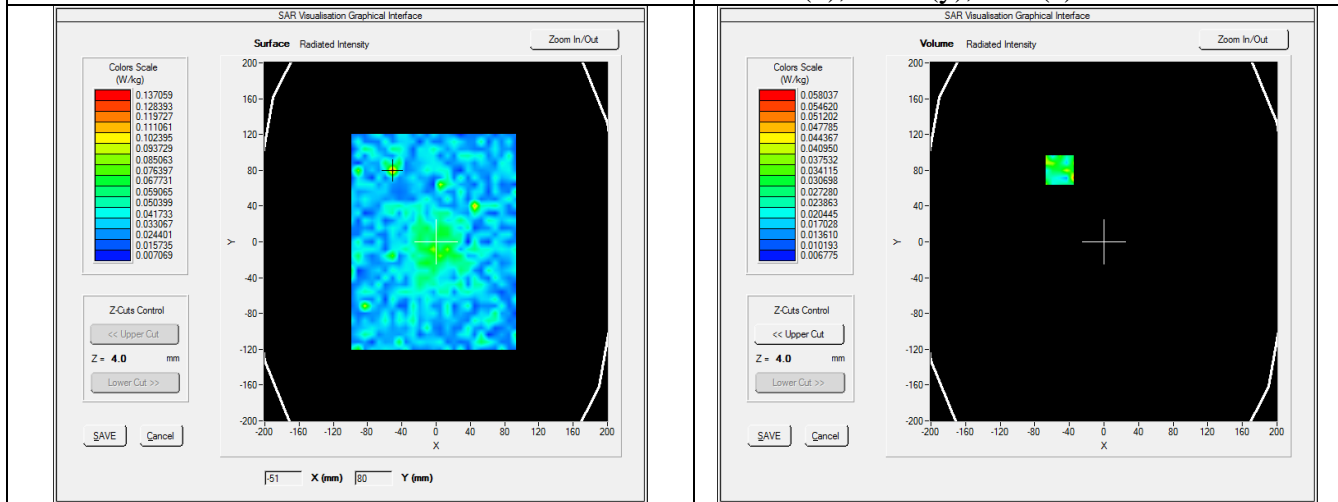 SAR Visualisation Graphical Interface
Surface Radiated Intensity
Zoom In/Out
Colors Scale
(W/kg)
0.137059
0.128393
0.119727
0.111061
0.102395
0.093729
0.085063
0.076397
0.067731
0.059065
0.050399
0.041733
0.033067
0.024401
0.015735
0.007069
Z-Cuts Control
<< Upper Cut
Z = 4.0 mm
Lower Cut >>
SAVE Cancel
200
160
120
80
40
0
-40
-80
-120
-160
-200
Y
-200 -160 -120 -80 -40 0 40 80 120 160 200
X
-51 X (mm) 80 Y (mm)
SAR Visualisation Graphical Interface
Volume Radiated Intensity
Zoom In/Out
Colors Scale
(W/kg)
0.058037
0.054620
0.051202
0.047785
0.044367
0.040950
0.037532
0.034115
0.030698
0.027280
0.023863
0.020445
0.017028
0.013610
0.010193
0.006775
Z-Cuts Control
<< Upper Cut
Z = 4.0 mm
Lower Cut >>
SAVE Cancel
200
160
120
80
40
0
-40
-80
-120
-160
-200
Y
-200 -160 -120 -80 -40 0 40 80 120 160 200
X